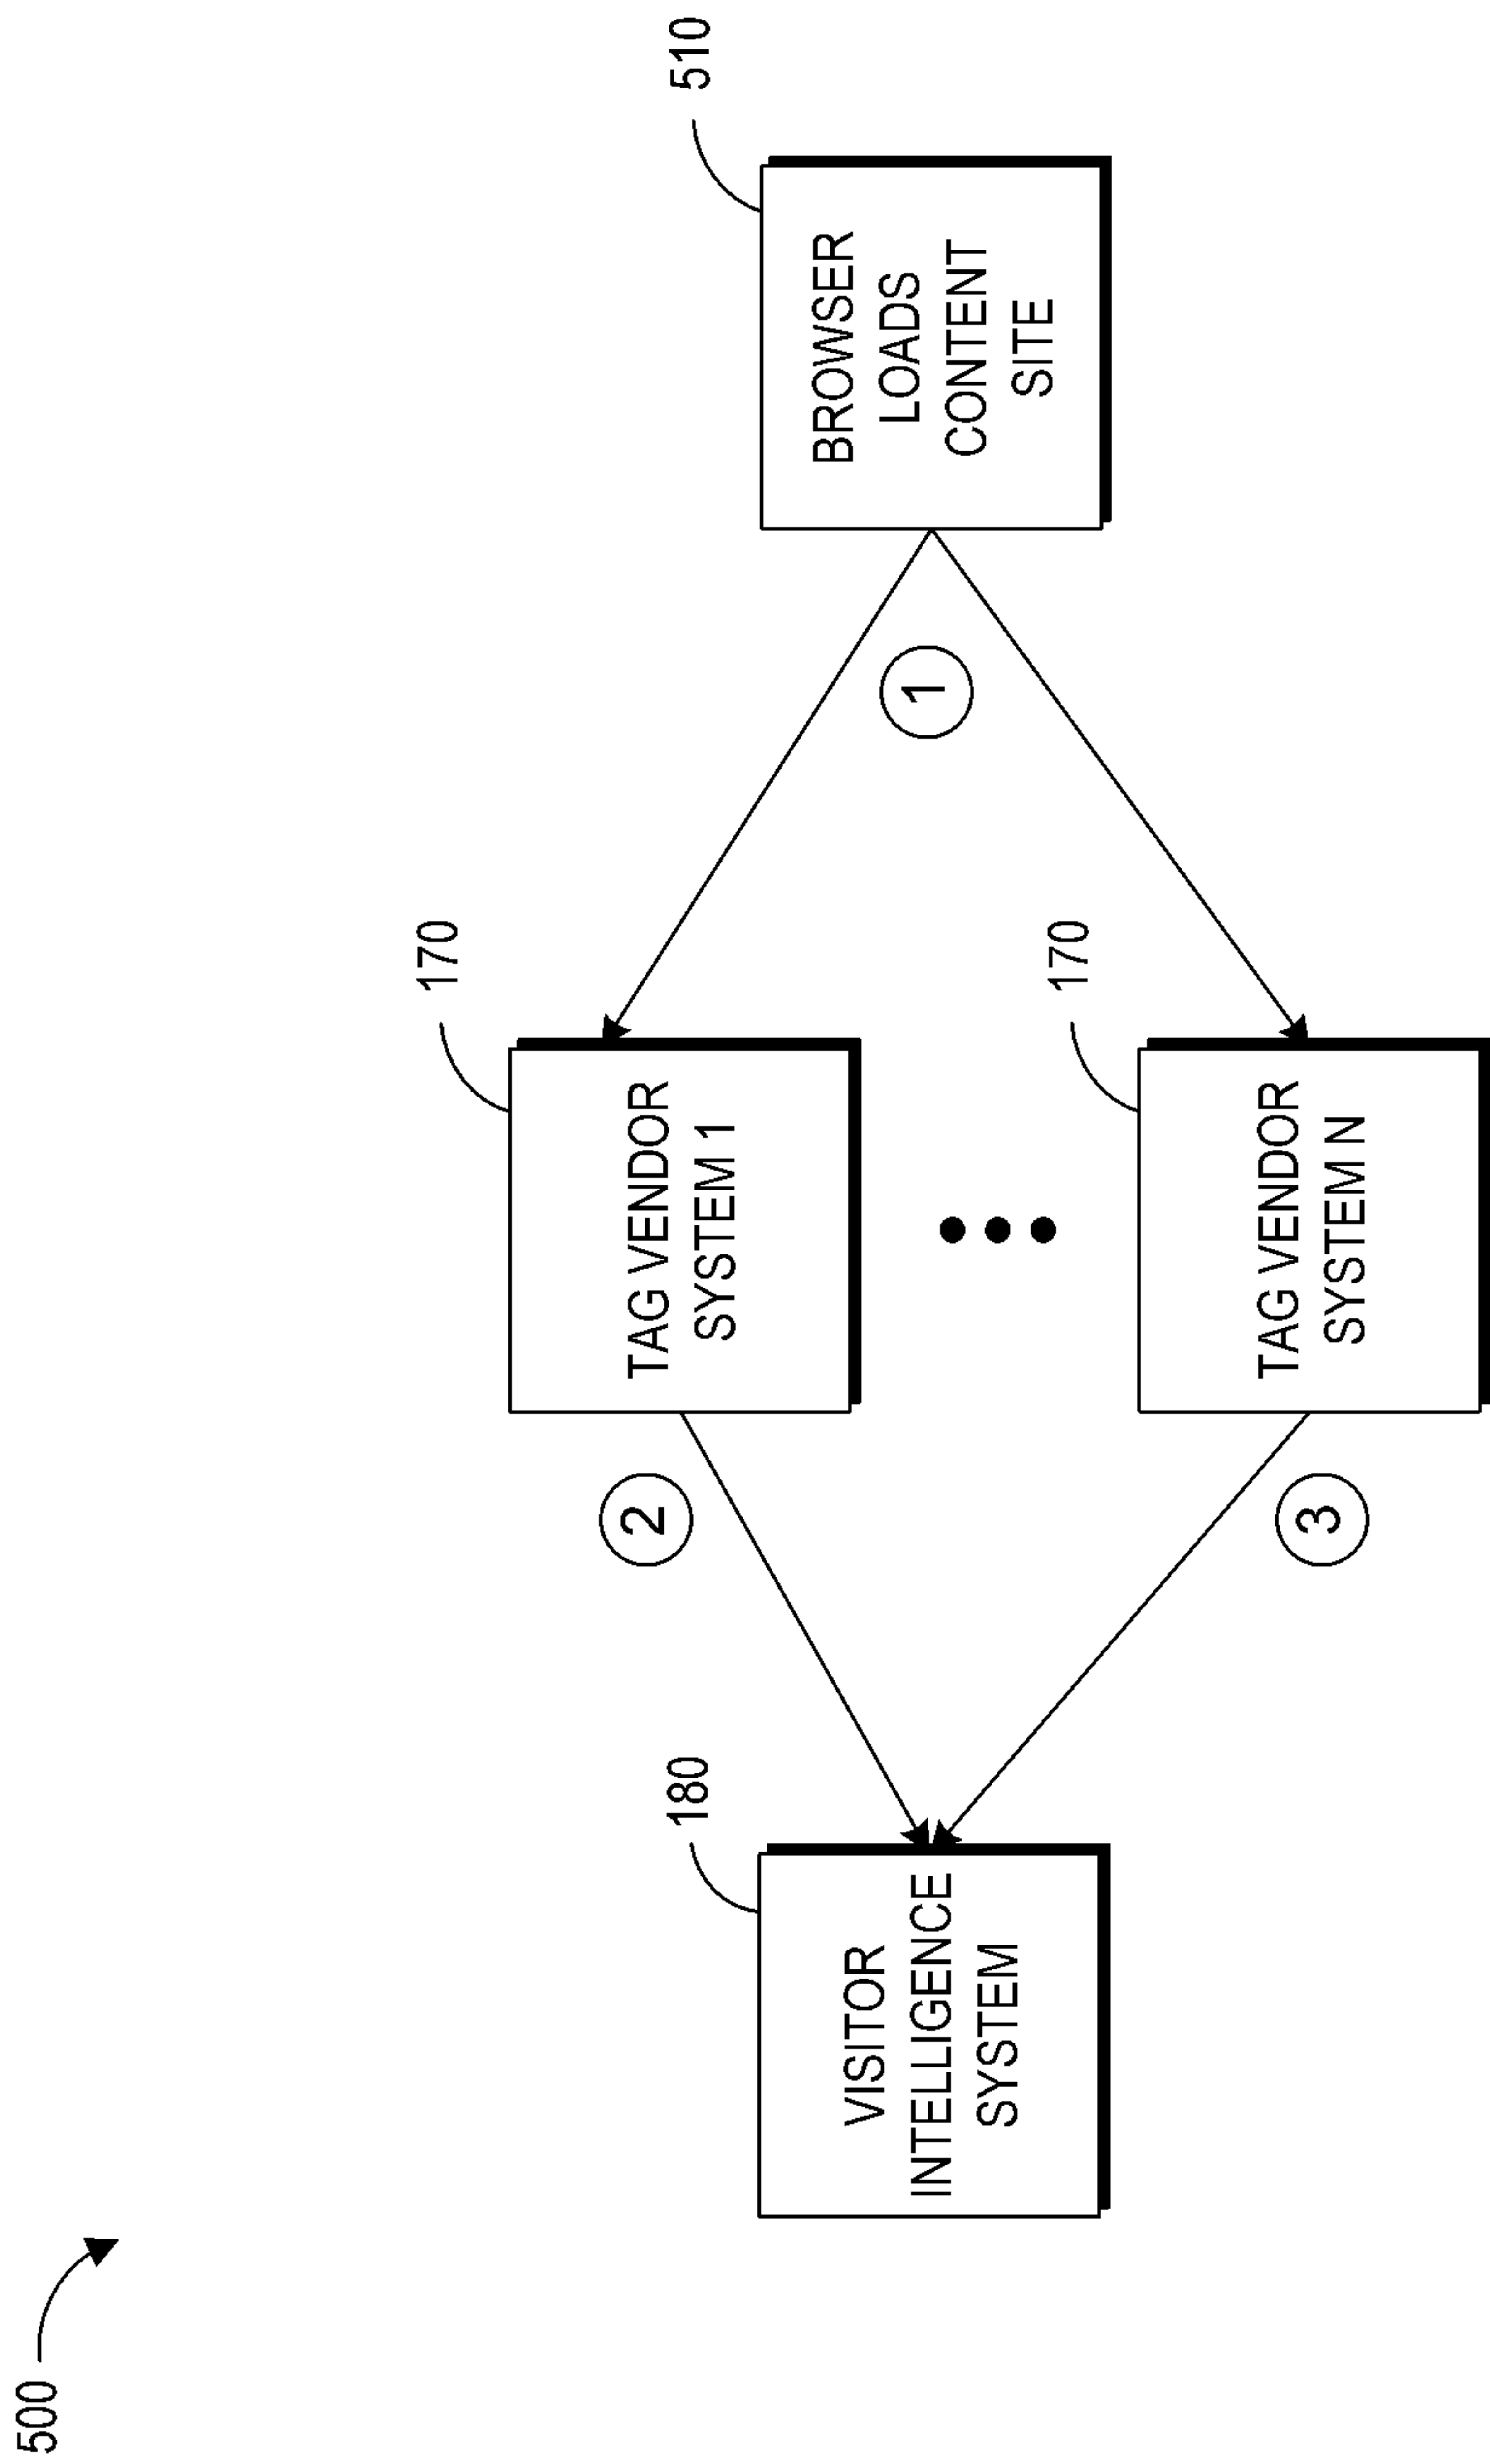 500
180
VISITOR
INTELLIGENCE
SYSTEM
2
3
170
TAG VENDOR
SYSTEM 1
170
TAG VENDOR
SYSTEM N
1
510
BROWSER
LOADS
CONTENT
SITE